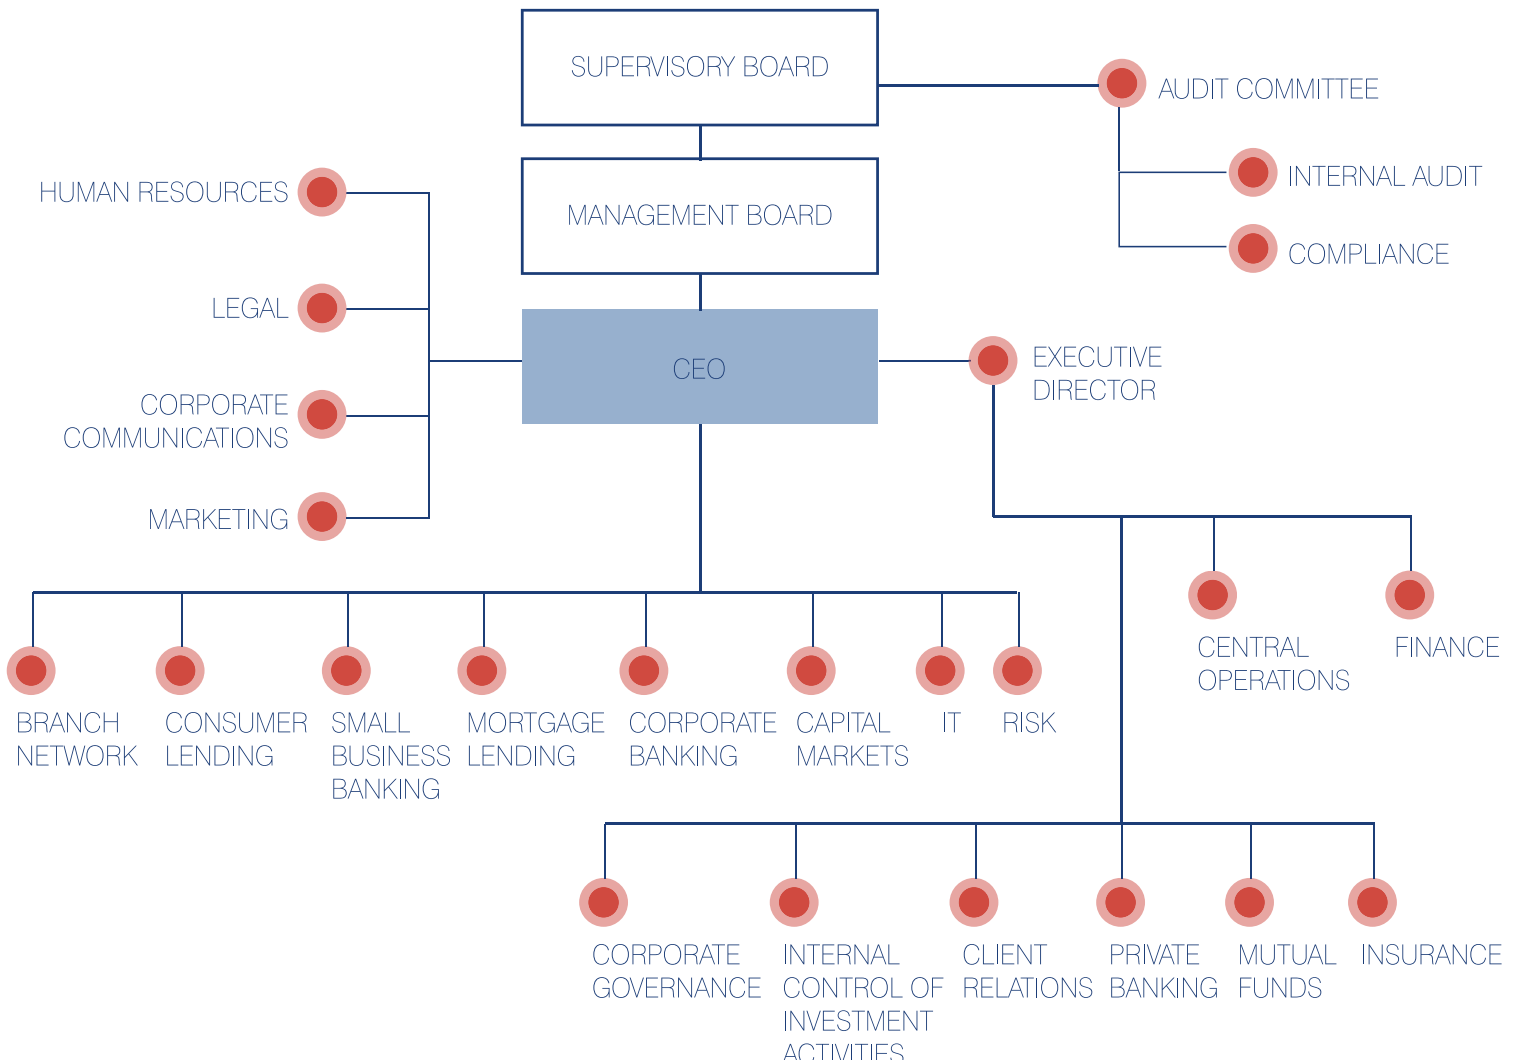 SUPERVISORY BOARD
AUDIT COMMITTEE
INTERNAL AUDIT
COMPLIANCE
MANAGEMENT BOARD
HUMAN RESOURCES
LEGAL
CORPORATE
COMMUNICATIONS
MARKETING
CEO
EXECUTIVE
DIRECTOR
CENTRAL
OPERATIONS
FINANCE
BRANCH
NETWORK
CONSUMER
LENDING
SMALL
BUSINESS
BANKING
MORTGAGE
LENDING
CORPORATE
BANKING
CAPITAL
MARKETS
IT
RISK
CORPORATE
GOVERNANCE
INTERNAL
CONTROL OF
INVESTMENT
ACTIVITIES
CLIENT
RELATIONS
PRIVATE
BANKING
MUTUAL
FUNDS
INSURANCE